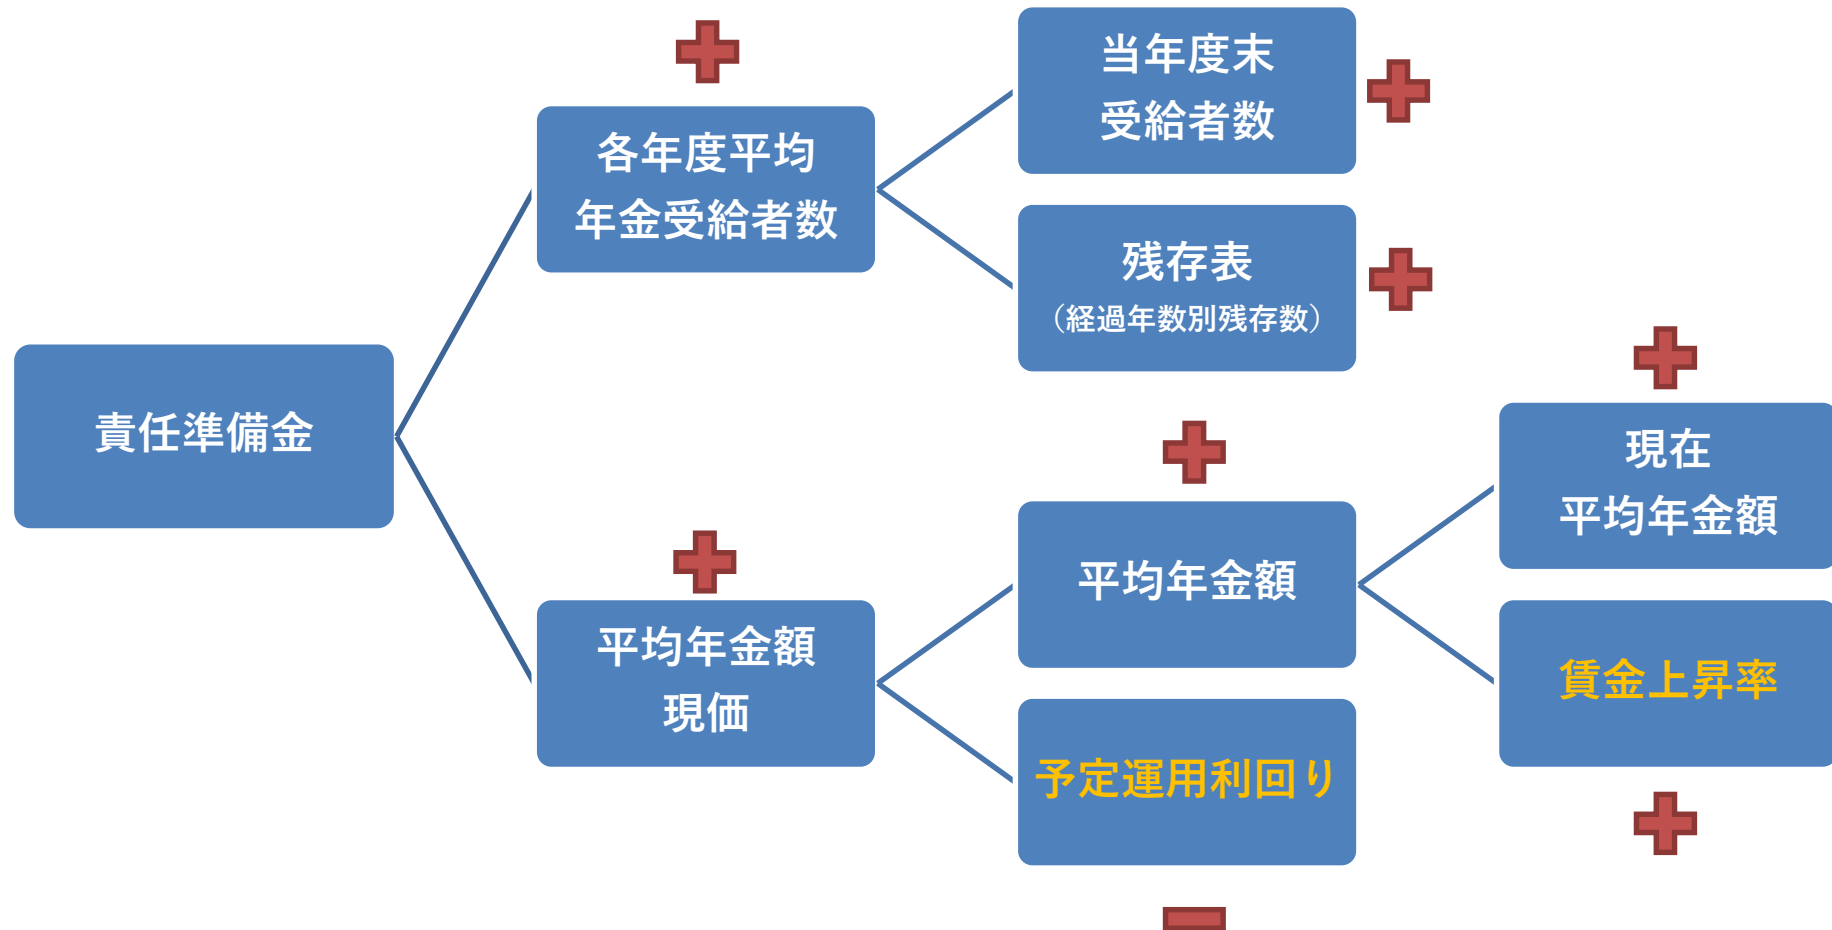 責任準備金
各年度平均
年金受給者数
当年度末
受給者数
残存表
（経過年数別残存数）
平均年金額
現価
平均年金額
予定運用利回り
現在
平均年金額
賃金上昇率